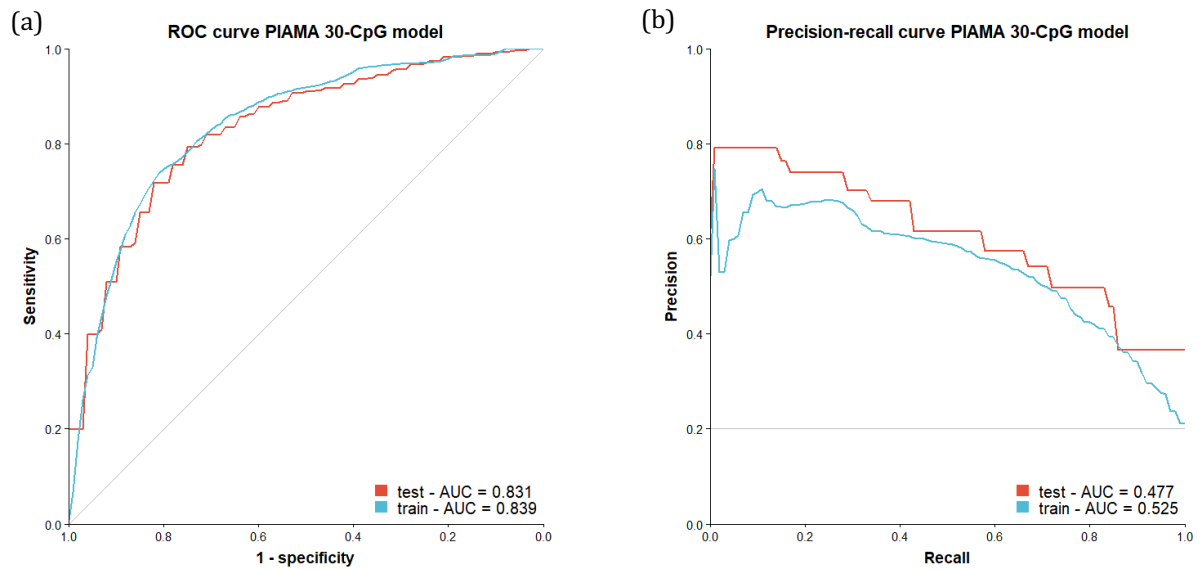 (a)
ROC curve PIAMA 30-CpG model
1.0
0.8
0.6
0.4
0.2
0.0
Sensitivity
test - AUC = 0.831
train - AUC = 0.839
1.0 0.8 0.6 0.4 0.2 0.0
1 - specificity
(b)
Precision-recall curve PIAMA 30-CpG model
1.0
0.8
0.6
0.4
0.2
0.0
Precision
test - AUC = 0.477
train - AUC = 0.525
0.0 0.2 0.4 0.6 0.8 1.0
Recall